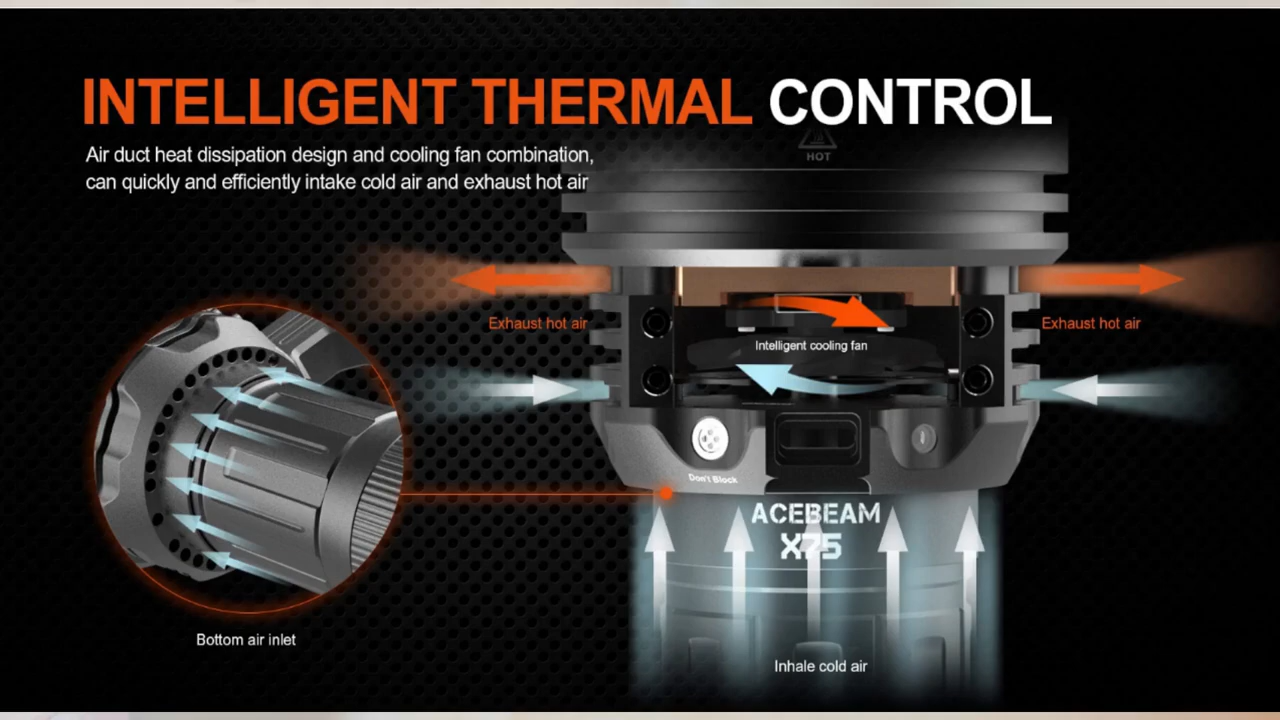 INTELLIGENT THERMAL CONTROL
Air duct heat dissipation design and cooling fan combination,
can quickly and efficiently intake cold air and exhaust hot air
HOT
Exhaust hot air
Exhaust hot air
Intelligent cooling fan
Don't Block
ACEBEAM
X75
Bottom air inlet
Inhale cold air